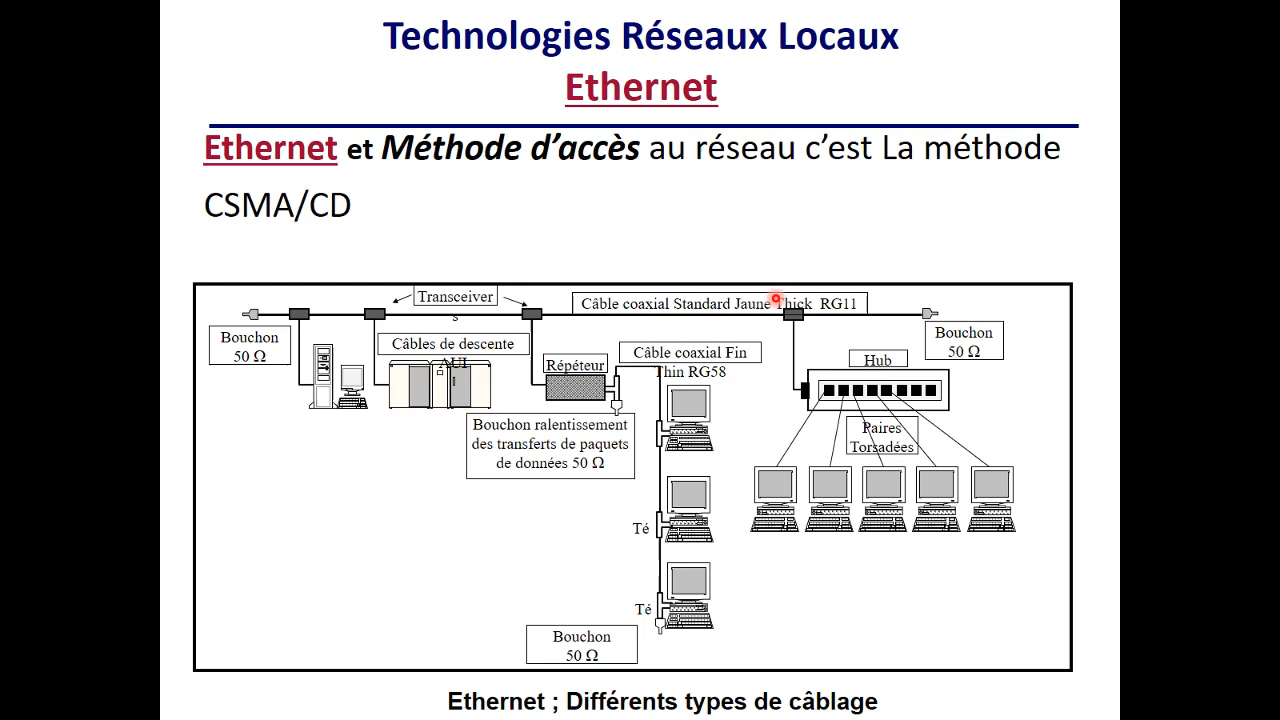 Technologies Réseaux Locaux
Ethernet
Ethernet et Méthode d’accès au réseau c’est La méthode
CSMA/CD
Transceiver
s
Câble coaxial Standard Jaune Thick RG11
Bouchon
50 Ω
Câbles de descente
AUI
Répéteur
Câble coaxial Fin
Thin RG58
Hub
Bouchon
50 Ω
Bouchon ralentissement
des transferts de paquets
de données 50 Ω
Paires
Torsadées
Té
Té
Bouchon
50 Ω
Ethernet ; Différents types de câblage